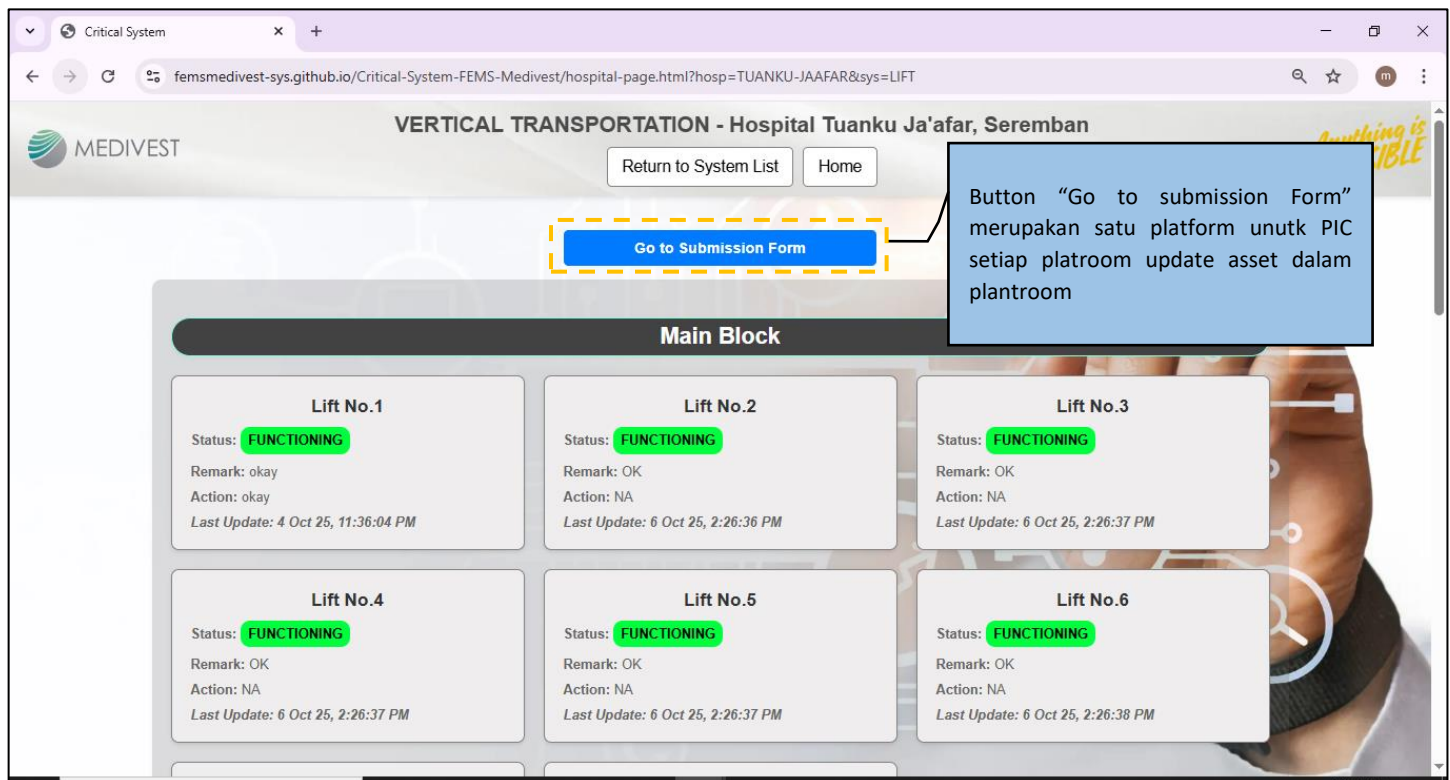 Critical System
femsmedivest-sys.github.io/Critical-System-FEMS-Medivest/hospital-page.html?hosp=TUANKU-JAAFAR&sys=LIFT
m
MEDIVEST
VERTICAL TRANSPORTATION - Hospital Tuanku Ja'afar, Seremban
Anything is
Return to System List
Home
Go to Submission Form
Button “Go to submission Form”
merupakan satu platform unutk PIC
setiap platroom update asset dalam
plantroom
Main Block
Lift No.1
Status: FUNCTIONING
Remark: okay
Action: okay
Last Update: 4 Oct 25, 11:36:04 PM
Lift No.2
Status: FUNCTIONING
Remark: OK
Action: NA
Last Update: 6 Oct 25, 2:26:36 PM
Lift No.3
Status: FUNCTIONING
Remark: OK
Action: NA
Last Update: 6 Oct 25, 2:26:37 PM
Lift No.4
Status: FUNCTIONING
Remark: OK
Action: NA
Last Update: 6 Oct 25, 2:26:37 PM
Lift No.5
Status: FUNCTIONING
Remark: OK
Action: NA
Last Update: 6 Oct 25, 2:26:37 PM
Lift No.6
Status: FUNCTIONING
Remark: OK
Action: NA
Last Update: 6 Oct 25, 2:26:38 PM